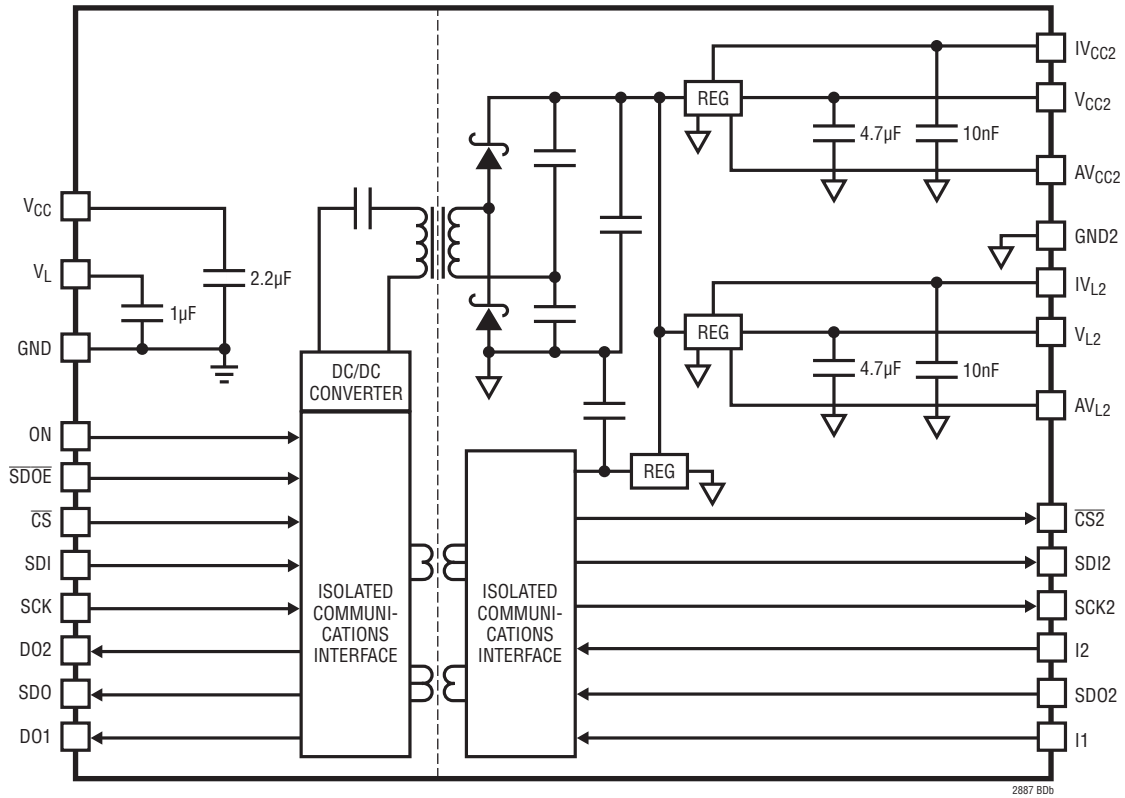 VCC
VL
GND
ON
SDOE
CS
SDI
SCK
DO2
SDO
DO1
2.2µF
1µF
DC/DC
CONVERTER
ISOLATED
COMMUNI-
CATIONS
INTERFACE
ISOLATED
COMMUNI-
CATIONS
INTERFACE
REG
4.7µF
10nF
REG
4.7µF
10nF
REG
IVCC2
VCC2
AVCC2
GND2
IVL2
VL2
AVL2
CS2
SDI2
SCK2
I2
SDO2
I1
2887 BDb